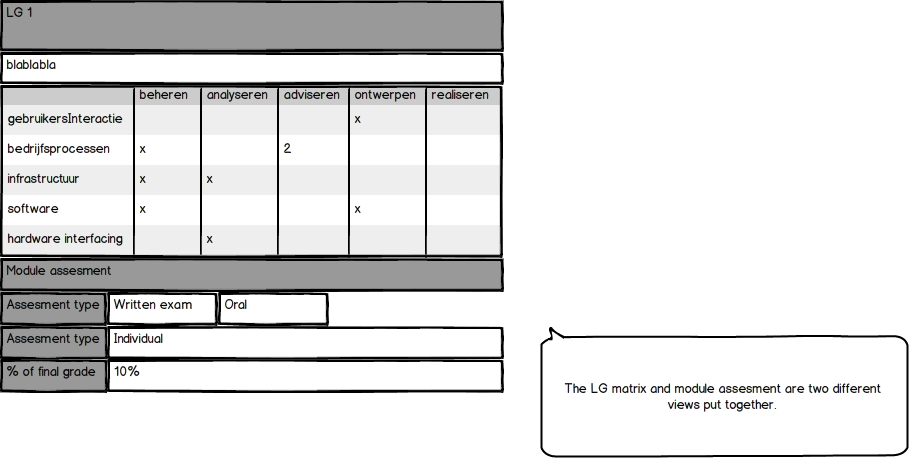 LG 1
blablabla
beheren analyseren adviseren ontwerpen realiseren
gebruikersInteractie x
bedrijfsprocessen x 2
infrastructuur x x
software x x
hardware interfacing x
Module assesment
Assesment type Written exam Oral
Assesment type Individual
% of final grade 10%
The LG matrix and module assesment are two different
views put together.